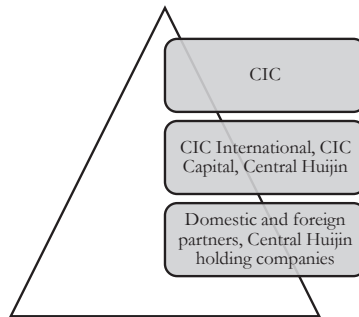 CIC
CIC International, CIC
Capital, Central Huijin
Domestic and foreign
partners, Central Huijin
holding companies